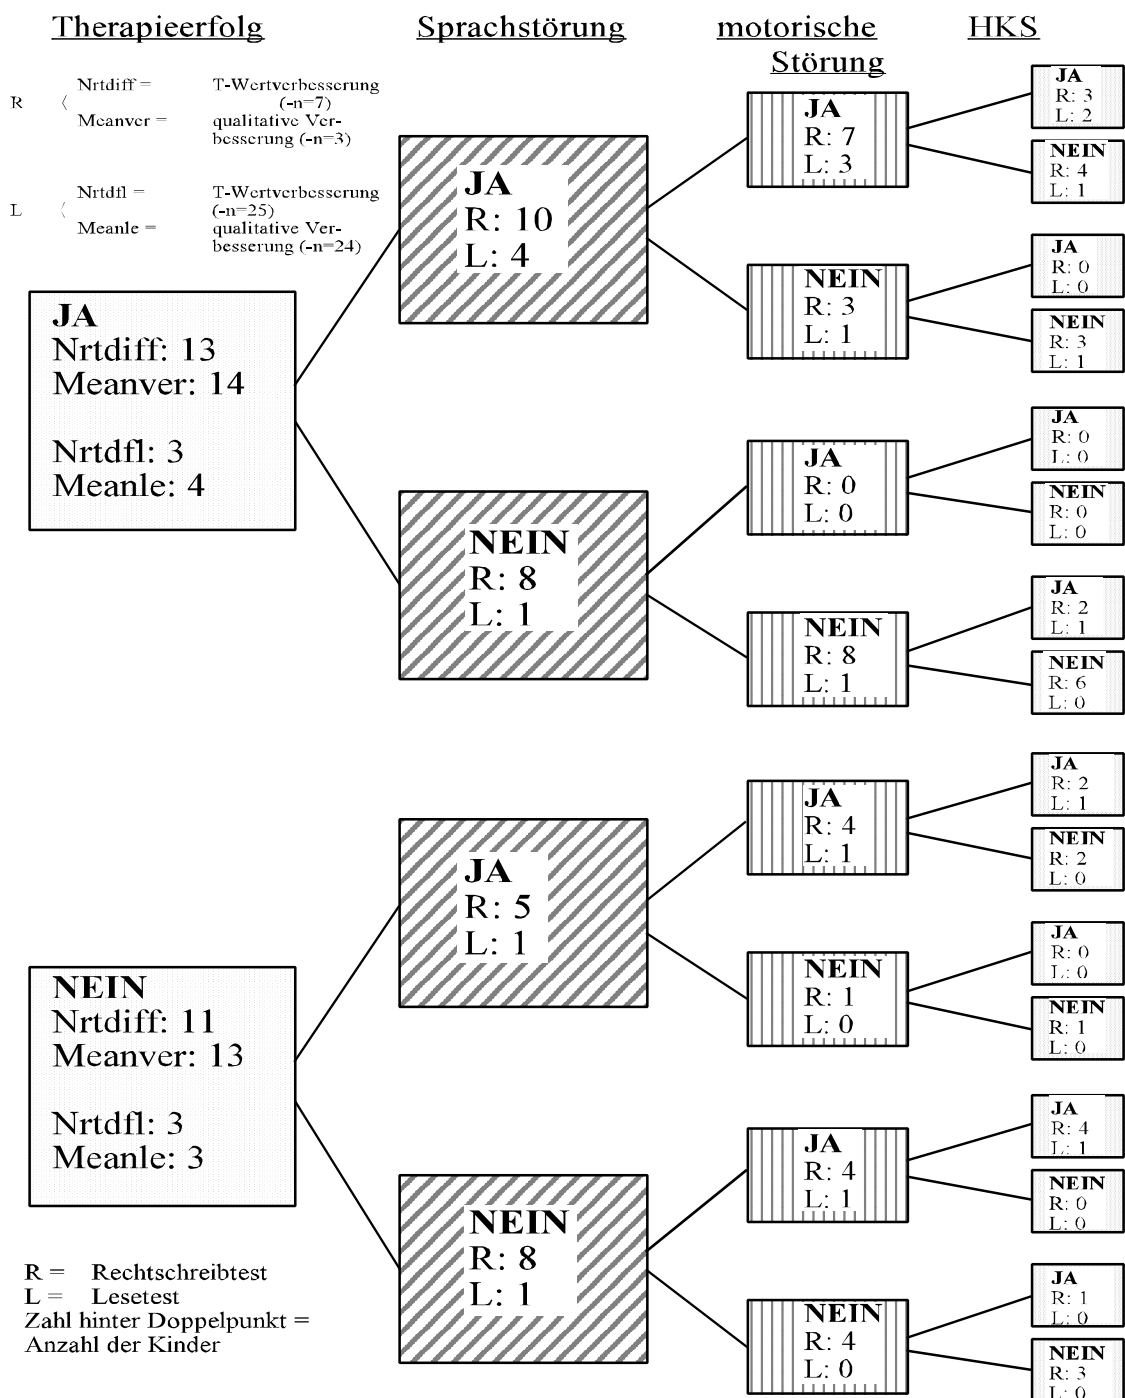 Therapieerfolg
Sprachstörung
motorische
Störung
HKS
R 〈 Nrtdiff = T-Wertverbesserung
(-n=7)
Meanver = qualitative Ver-
besserung (-n=3)
L 〈 Nrtdfl = T-Wertverbesserung
(-n=25)
Meanle = qualitative Ver-
besserung (-n=24)
JA
Nrtdiff: 13
Meanver: 14
Nrtdfl: 3
Meanle: 4
JA
R: 10
L: 4
JA
R: 7
L: 3
JA
R: 3
L: 2
NEIN
R: 4
L: 1
NEIN
R: 3
L: 1
JA
R: 0
L: 0
NEIN
R: 3
L: 1
NEIN
R: 8
L: 1
JA
R: 0
L: 0
JA
R: 0
L: 0
NEIN
R: 0
L: 0
NEIN
R: 8
L: 1
JA
R: 2
L: 1
NEIN
R: 6
L: 0
NEIN
Nrtdiff: 11
Meanver: 13
Nrtdfl: 3
Meanle: 3
JA
R: 5
L: 1
JA
R: 4
L: 1
JA
R: 2
L: 1
NEIN
R: 2
L: 0
NEIN
R: 1
L: 0
JA
R: 0
L: 0
NEIN
R: 1
L: 0
NEIN
R: 8
L: 1
JA
R: 4
L: 1
JA
R: 4
L: 1
NEIN
R: 0
L: 0
NEIN
R: 4
L: 0
JA
R: 1
L: 0
NEIN
R: 3
L: 0
R = Rechtschreibtest
L = Lesetest
Zahl hinter Doppelpunkt =
Anzahl der Kinder